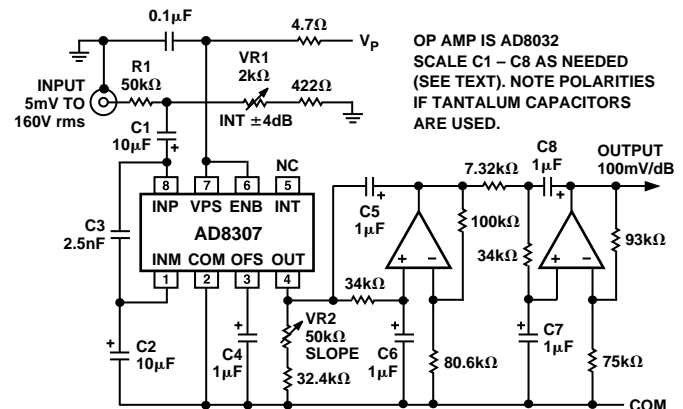 0.1µF
4.7Ω
VP
OP AMP IS AD8032
SCALE C1 – C8 AS NEEDED
(SEE TEXT). NOTE POLARITIES
IF TANTALUM CAPACITORS
ARE USED.
INPUT
5mV TO
160V rms
R1
50kΩ
VR1
2kΩ
422Ω
INT ±4dB
C1
10µF
+
NC
8
7
6
5
INP
VPS
ENB
INT
AD8307
INM
COM
OFS
OUT
1
2
3
4
C3
2.5nF
+
C2
10µF
+
C4
1µF
VR2
50kΩ
SLOPE
32.4kΩ
34kΩ
+
C5
1µF
+
–
100kΩ
+
C6
1µF
80.6kΩ
7.32kΩ
34kΩ
C8
1µF
+
+
–
93kΩ
+
C7
1µF
75kΩ
OUTPUT
100mV/dB
COM